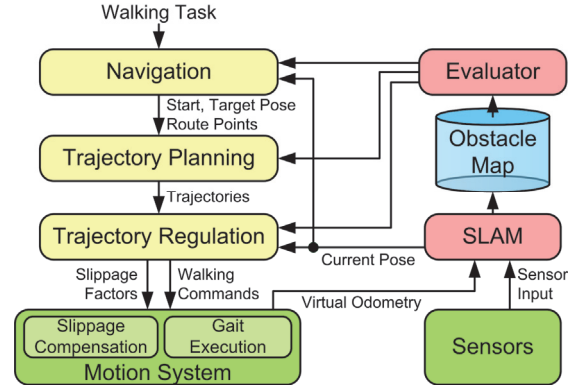 Walking Task
Navigation
Evaluator
Start, Target Pose
Route Points
Obstacle
Map
Trajectory Planning
Trajectories
Trajectory Regulation
SLAM
Current Pose
Slippage
Factors
Walking
Commands
Virtual Odometry
Sensor
Input
Slippage
Compensation
Gait
Execution
Motion System
Sensors